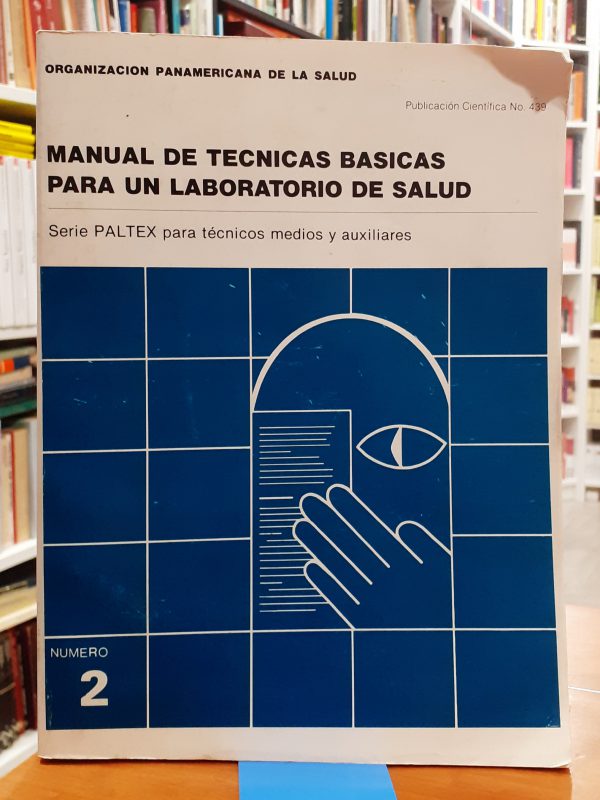 ORGANIZACION PANAMERICANA DE LA SALUD
Publicación Científica No. 439
MANUAL DE TECNICAS BASICAS
PARA UN LABORATORIO DE SALUD
Serie PALTEX para técnicos medios y auxiliares
NUMERO
2